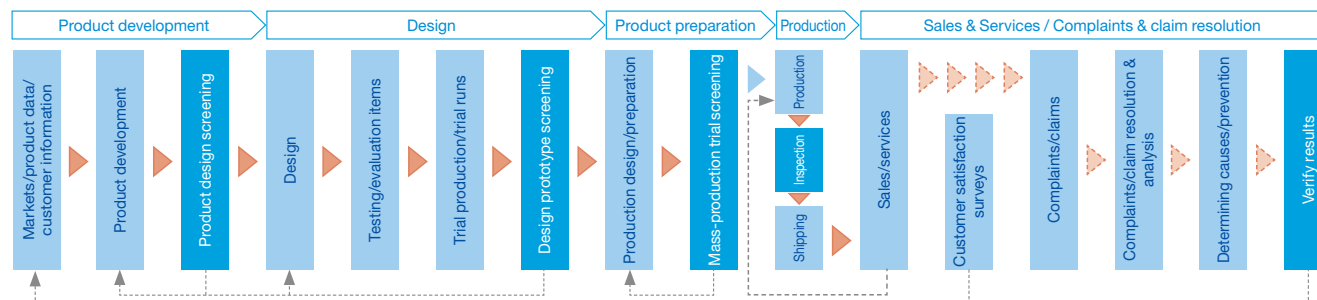 Product development
Design
Product preparation
Production
Sales & Services / Complaints & claim resolution
Markets/product data/
customer information
Product development
Product design screening
Design
Testing/evaluation items
Trial production/trial runs
Design prototype screening
Production design/preparation
Mass-production trial screening
Production
Inspection
Shipping
Sales/services
Customer satisfaction
surveys
Complaints/claims
Complaints/claim resolution &
analysis
Determining causes/prevention
Verify results